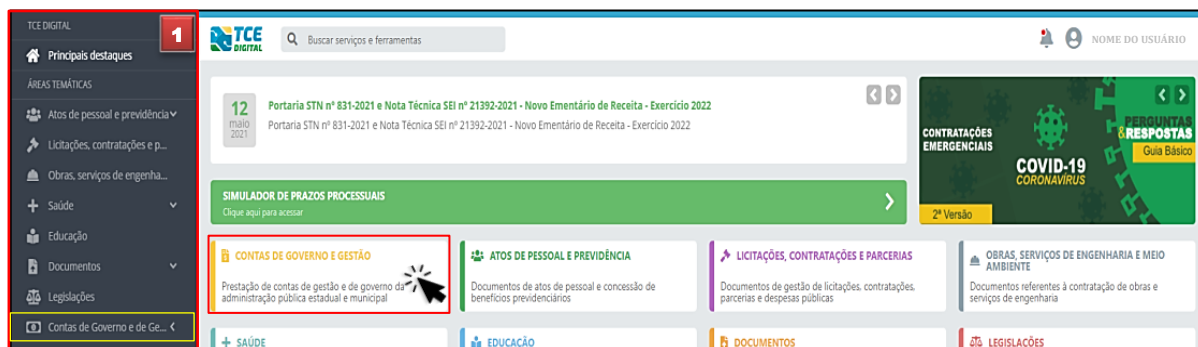 TCE DIGITAL
1
Principais destaques
ÁREAS TEMÁTICAS
Atos de pessoal e previdência
Licitações, contratações e p...
Obras, serviços de engenha...
Saúde
Educação
Documentos
Legislações
Contas de Governo e de Ge...
TCE
DIGITAL
Buscar serviços e ferramentas
NOME DO USUÁRIO
12
maio
2021
Portaria STN nº 831-2021 e Nota Técnica SEI nº 21392-2021 - Novo Ementário de Receita - Exercício 2022
Portaria STN nº 831-2021 e Nota Técnica SEI nº 21392-2021 - Novo Ementário de Receita - Exercício 2022
CONTRATAÇÕES
EMERGENCIAIS
COVID-19
CORONAVÍRUS
PERGUNTAS
&RESPOSTAS
Guia Básico
2ª Versão
SIMULADOR DE PRAZOS PROCESSUAIS
Clique aqui para acessar
CONTAS DE GOVERNO E GESTÃO
Prestação de contas de gestão e de governo da
administração pública estadual e municipal
ATOS DE PESSOAL E PREVIDÊNCIA
Documentos de atos de pessoal e concessão de
benefícios previdenciários
LICITAÇÕES, CONTRATAÇÕES E PARCERIAS
Documentos de gestão de licitações, contratações,
parcerias e despesas públicas
OBRAS, SERVIÇOS DE ENGENHARIA E MEIO
AMBIENTE
Documentos referentes à contratação de obras e
serviços de engenharia
SAÚDE
EDUCAÇÃO
DOCUMENTOS
LEGISLAÇÕES